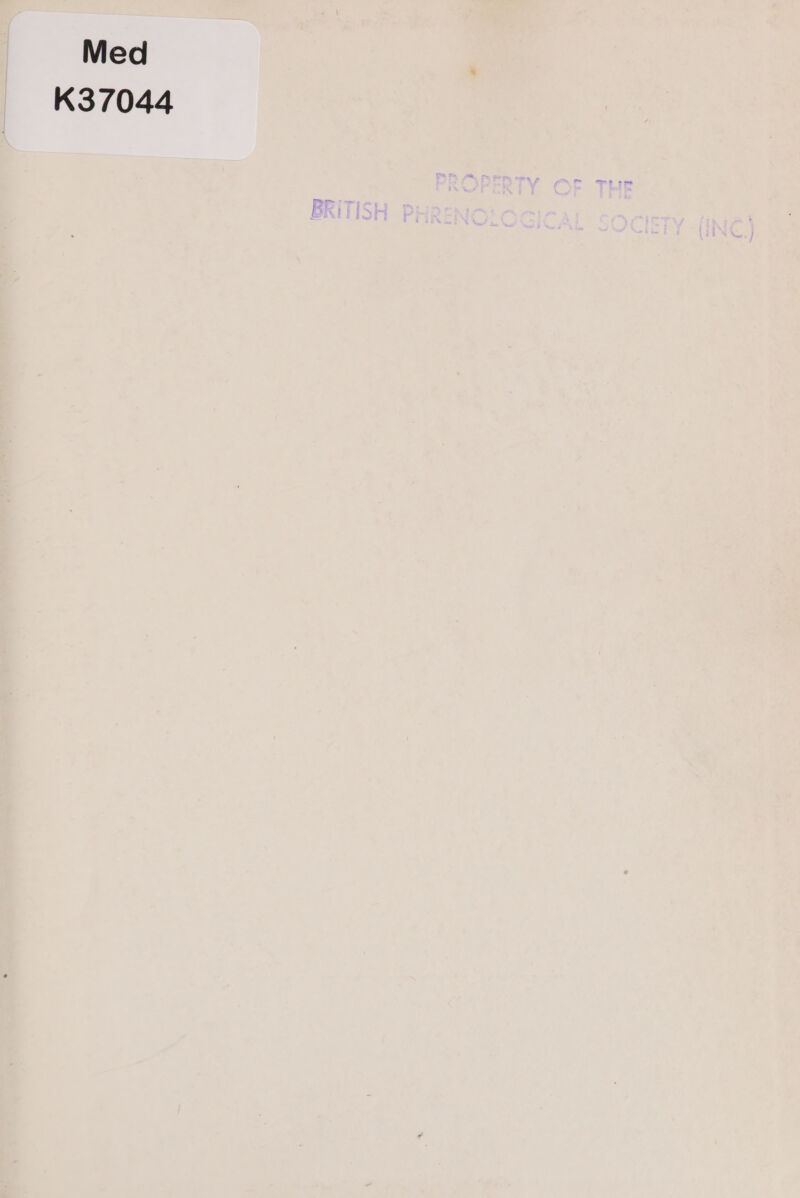 Med
K37044
PROPERTY OF THE
BRITISH PHRENOLOGICAL SOCIETY (INC.)